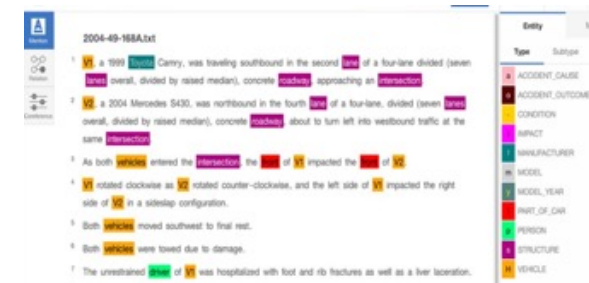 2004-49-168A.txt
Entity
Type Subtype
Mention
1 V1, a 1999 Toyota Camry, was traveling southbound in the second lane of a four-lane divided (seven
lanes overall, divided by raised median), concrete roadway, approaching an intersection.
2 V2, a 2004 Mercedes S430, was northbound in the fourth lane of a four-lane, divided (seven lanes
overall, divided by raised median), concrete roadway, about to turn left into westbound traffic at the
same intersection.
3 As both vehicles entered the intersection, the front of V1 impacted the front of V2.
4 V1 rotated clockwise as V2 rotated counter-clockwise, and the left side of V1 impacted the right
side of V2 in a sideslap configuration.
5 Both vehicles moved southwest to final rest.
6 Both vehicles were towed due to damage.
7 The unrestrained driver of V1 was hospitalized with foot and rib fractures as well as a liver laceration.
Relation
Coreference
a ACCIDENT_CAUSE
o ACCIDENT_OUTCOME
CONDITION
IMPACT
MANUFACTURER
m MODEL
y MODEL_YEAR
PART_OF_CAR
p PERSON
s STRUCTURE
VEHICLE